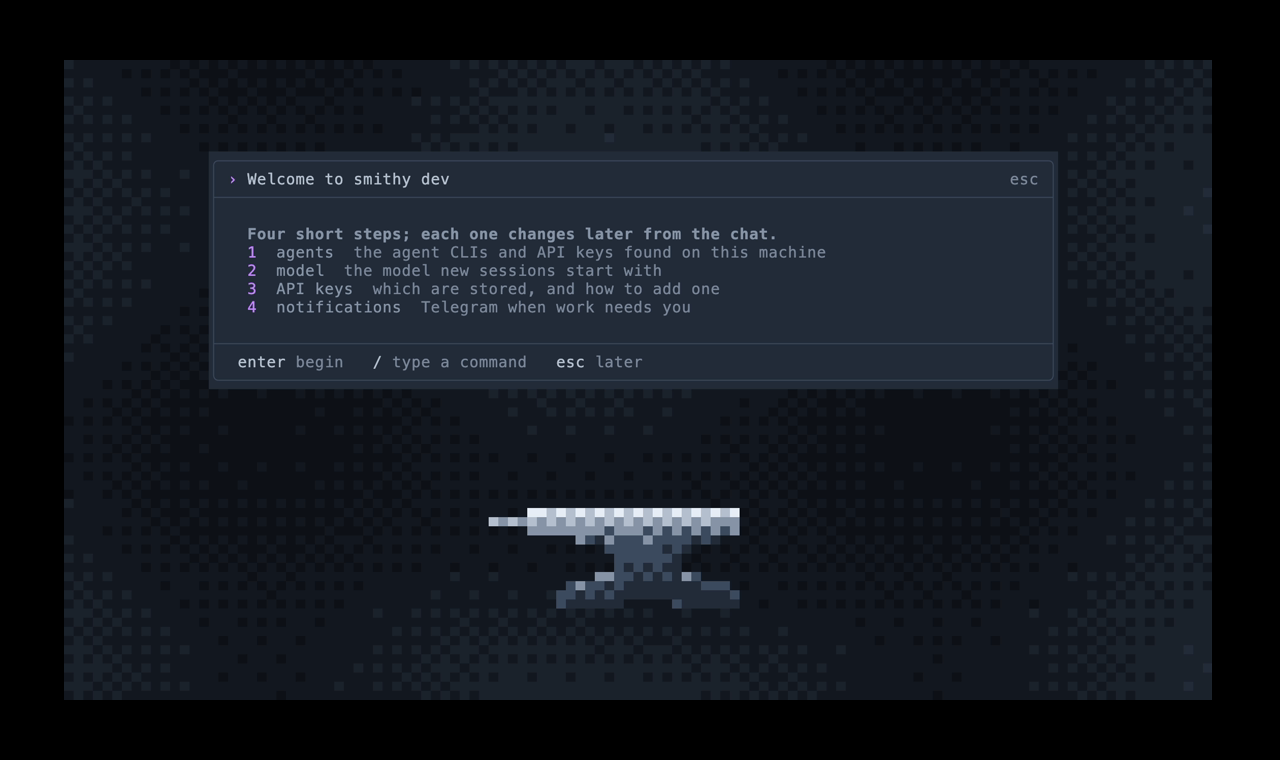 › Welcome to smithy dev esc
Four short steps; each one changes later from the chat.
1 agents the agent CLIs and API keys found on this machine
2 model the model new sessions start with
3 API keys which are stored, and how to add one
4 notifications Telegram when work needs you
enter begin / type a command esc later